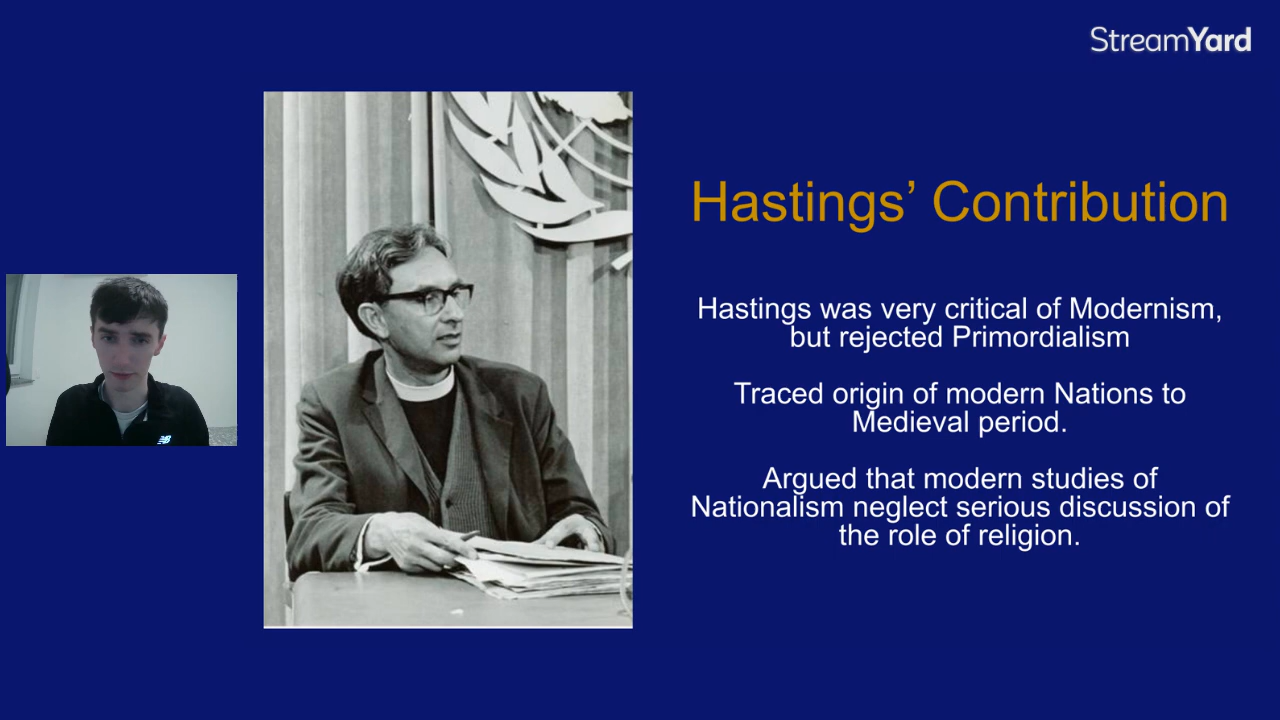 StreamYard
Hastings’ Contribution
Hastings was very critical of Modernism,
but rejected Primordialism
Traced origin of modern Nations to
Medieval period.
Argued that modern studies of
Nationalism neglect serious discussion of
the role of religion.